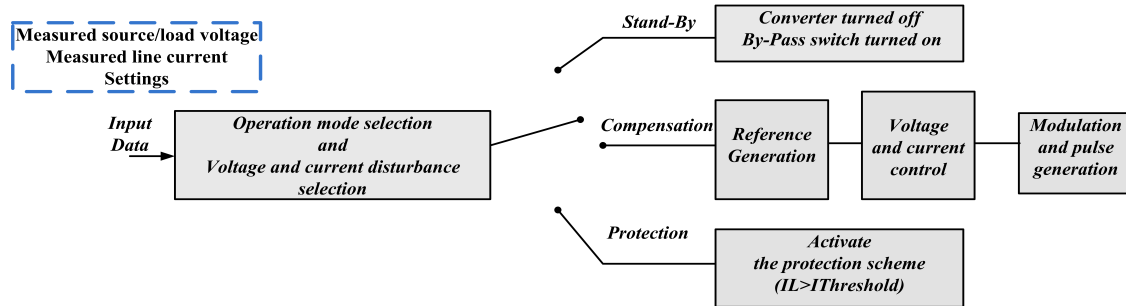 Measured source/load voltage
Measured line current
Settings
Input
Data
Operation mode selection
and
Voltage and current disturbance
selection
Stand-By
Converter turned off
By-Pass switch turned on
Compensation
Reference
Generation
Voltage
and current
control
Modulation
and pulse
generation
Protection
Activate
the protection scheme
(IL>IThreshold)